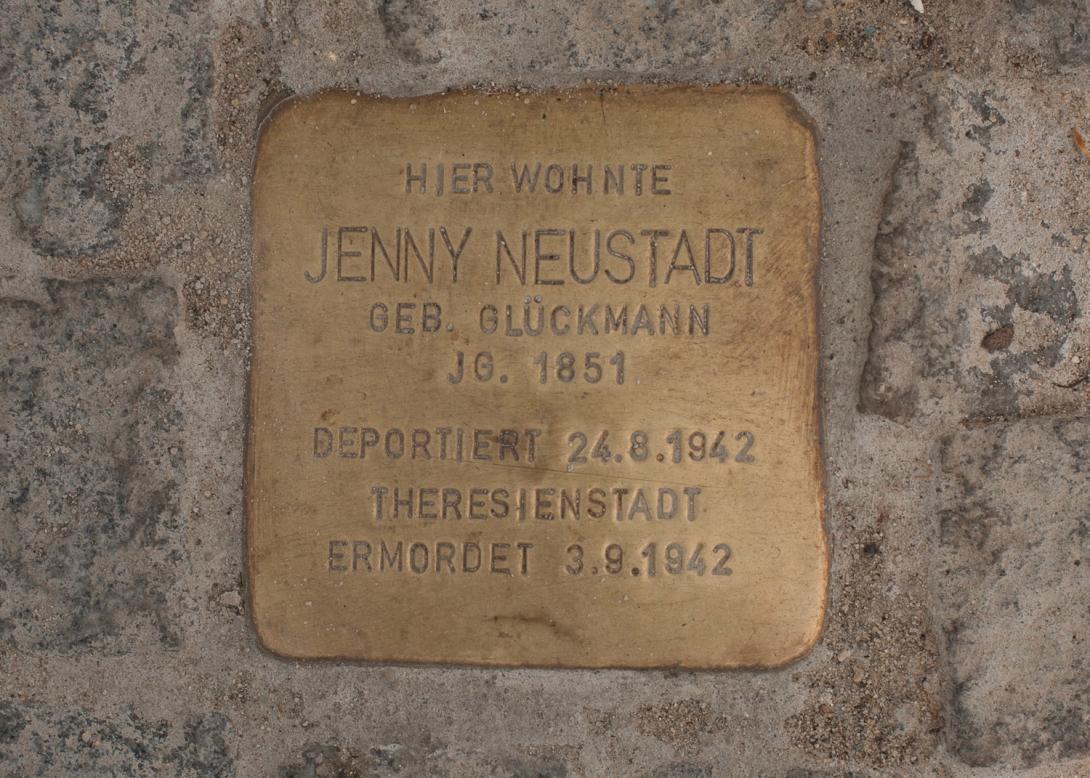 HIER WOHNTE
JENNY NEUSTADT
GEB. GLÜCKMANN
JG. 1851
DEPORTIERT 24.8.1942
THERESIENSTADT
ERMORDET 3.9.1942